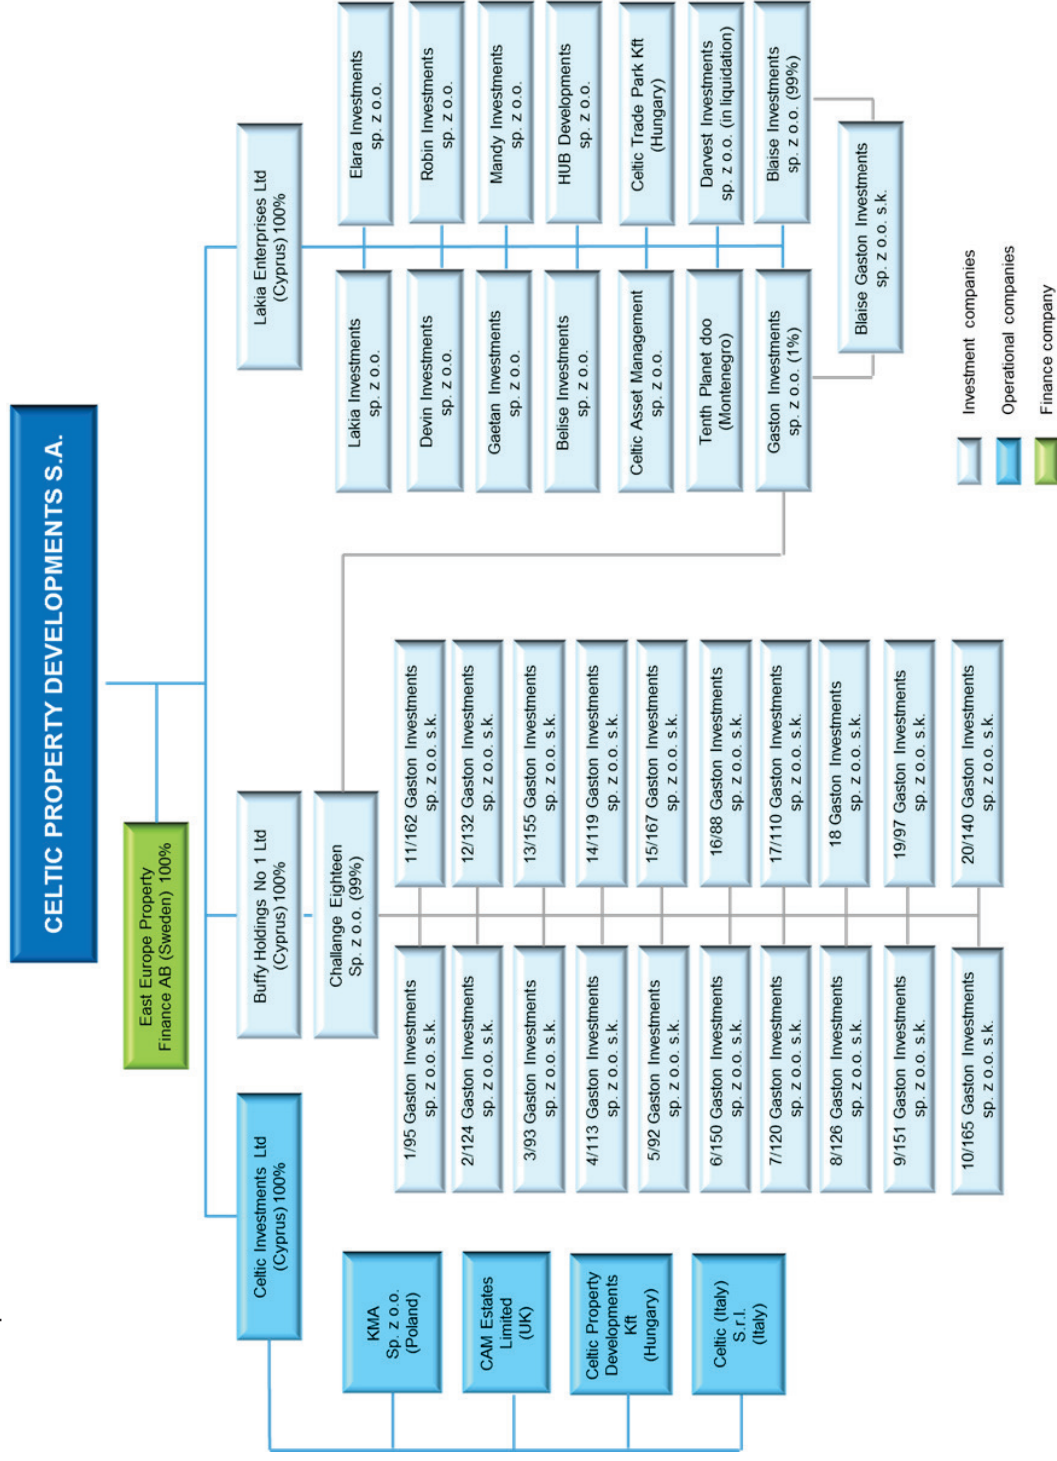 CELTIC PROPERTY DEVELOPMENTS S.A.
East Europe Property
Finance AB (Sweden) 100%
Celtic Investments Ltd
(Cyprus) 100%
Buffy Holdings No 1 Ltd
(Cyprus) 100%
Lakia Enterprises Ltd
(Cyprus) 100%
KMA
Sp. z o.o.
(Poland)
CAM Estates
Limited
(UK)
Celtic Property
Developments
Kft
(Hungary)
Celtic (Italy)
S.r.l.
(Italy)
Challange Eighteen
Sp. z o.o. (99%)
1/95 Gaston Investments
sp. z o.o. s.k.
11/162 Gaston Investments
sp. z o.o. s.k.
2/124 Gaston Investments
sp. z o.o. s.k.
12/132 Gaston Investments
sp. z o.o. s.k.
3/93 Gaston Investments
sp. z o.o. s.k.
13/155 Gaston Investments
sp. z o.o. s.k.
4/113 Gaston Investments
sp. z o.o. s.k.
14/119 Gaston Investments
sp. z o.o. s.k.
5/92 Gaston Investments
sp. z o.o. s.k.
15/167 Gaston Investments
sp. z o.o. s.k.
6/150 Gaston Investments
sp. z o.o. s.k.
16/88 Gaston Investments
sp. z o.o. s.k.
7/120 Gaston Investments
sp. z o.o. s.k.
17/110 Gaston Investments
sp. z o.o. s.k.
8/126 Gaston Investments
sp. z o.o. s.k.
18 Gaston Investments
sp. z o.o. s.k.
9/151 Gaston Investments
sp. z o.o. s.k.
19/97 Gaston Investments
sp. z o.o. s.k.
10/165 Gaston Investments
sp. z o.o. s.k.
20/140 Gaston Investments
sp. z o.o. s.k.
Lakia Investments
sp. z o.o.
Elara Investments
sp. z o.o.
Devin Investments
sp. z o.o.
Robin Investments
sp. z o.o.
Gaetan Investments
sp. z o.o.
Mandy Investments
sp. z o.o.
Belise Investments
sp. z o.o.
HUB Developments
sp. z o.o.
Celtic Asset Management
sp. z o.o.
Celtic Trade Park Kft
(Hungary)
Tenth Planet doo
(Montenegro)
Darvest Investments
sp. z o.o. (in liquidation)
Gaston Investments
sp. z o.o. (1%)
Blaise Investments
sp. z o.o. (99%)
Blaise Gaston Investments
sp. z o.o. s.k.
Investment companies
Operational companies
Finance company